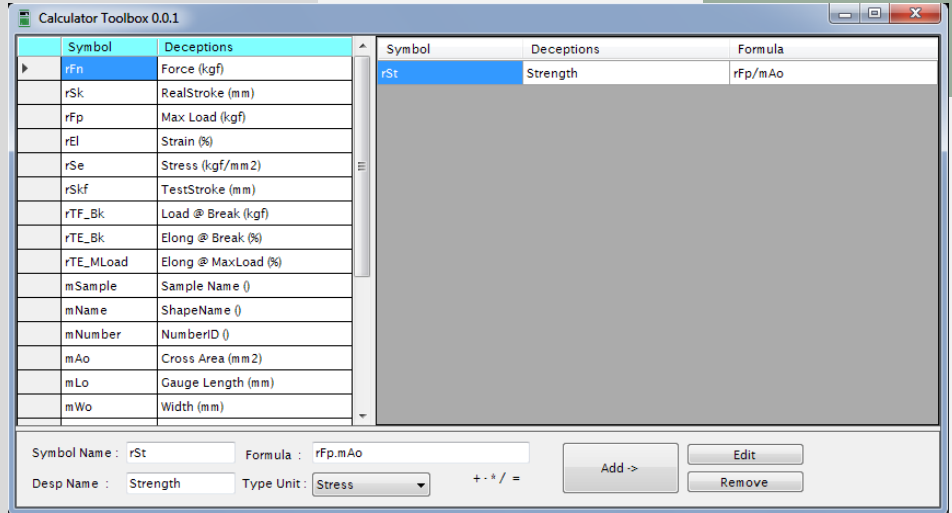 Calculator Toolbox 0.0.1
Symbol Deceptions
rFn Force (kgf)
rSk RealStroke (mm)
rFp Max Load (kgf)
rEl Strain (%)
rSe Stress (kgf/mm2)
rSkf TestStroke (mm)
rTF_Bk Load @ Break (kgf)
rTE_Bk Elong @ Break (%)
rTE_MLoad Elong @ MaxLoad (%)
mSample Sample Name ()
mName ShapeName ()
mNumber NumberID ()
mAo Cross Area (mm2)
mLo Gauge Length (mm)
mWo Width (mm)
Symbol Deceptions Formula
rSt Strength rFp/mAo
Symbol Name : rSt Formula : rFp.mAo
Desp Name : Strength Type Unit : Stress
+ - * / =
Add ->
Edit
Remove